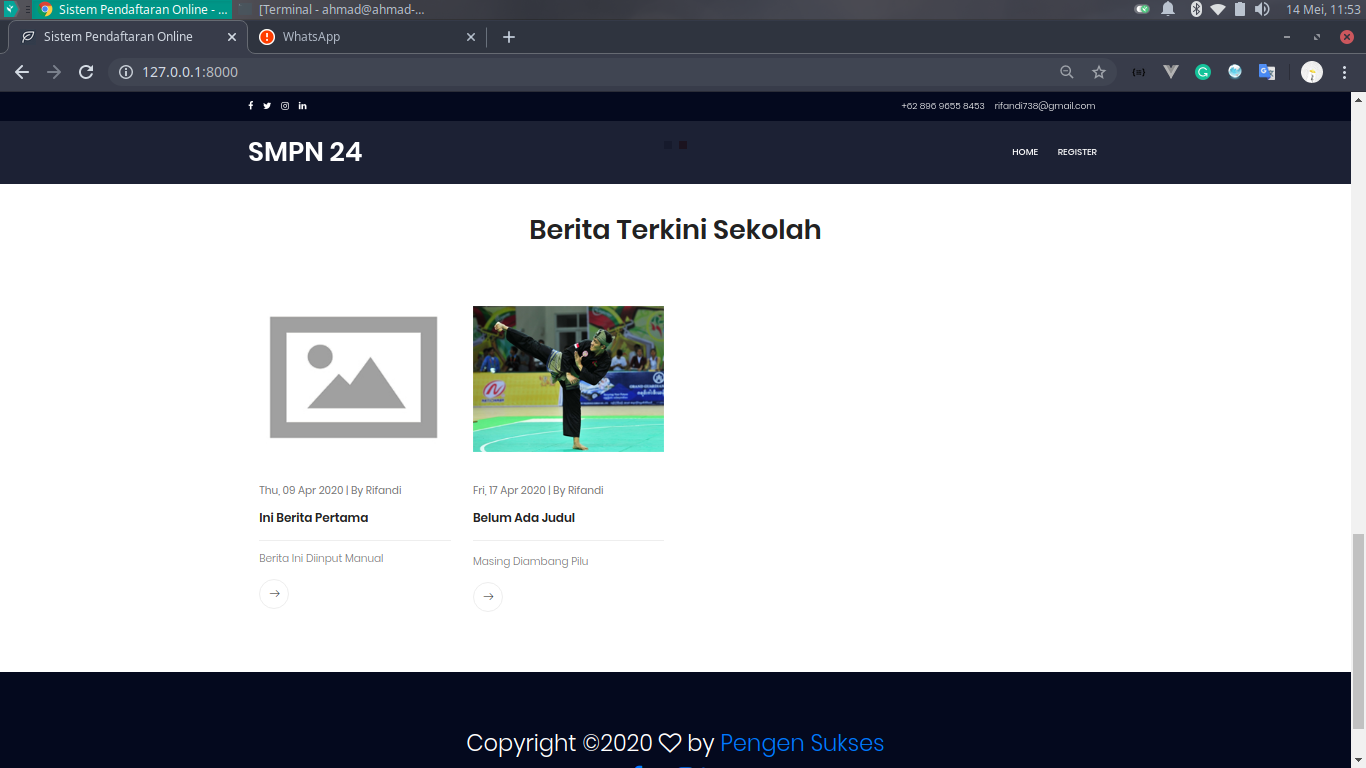 Sistem Pendaftaran Online - ...
[Terminal - ahmad@ahmad-...
14 Mei, 11:53
Sistem Pendaftaran Online
WhatsApp
127.0.0.1:8000
+62 896 9655 8453 rifandi738@gmail.com
SMPN 24
HOME REGISTER
Berita Terkini Sekolah
Thu, 09 Apr 2020 | By Rifandi
Ini Berita Pertama
Berita Ini Diinput Manual
Fri, 17 Apr 2020 | By Rifandi
Belum Ada Judul
Masing Diambang Pilu
Copyright ©2020 ♡ by Pengen Sukses